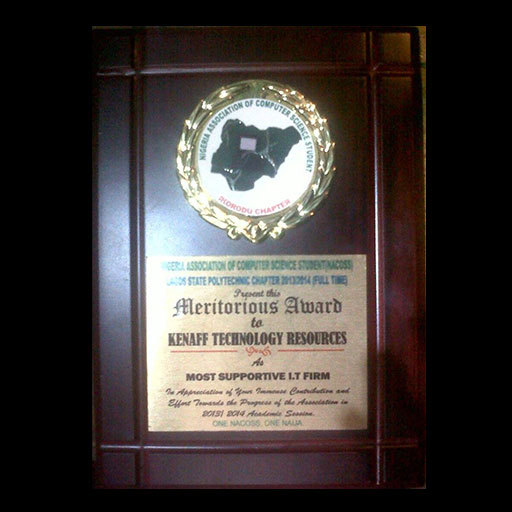 NIGERIA ASSOCIATION OF COMPUTER SCIENCE STUDENT
IKORODU CHAPTER
NIGERIA ASSOCIATION OF COMPUTER SCIENCE STUDENT(NACOSS)
LAGOS STATE POLYTECHNIC CHAPTER 2013/2014 (FULL TIME)
Present this
Meritorious Award
to
KENAFF TECHNOLOGY RESOURCES
As
MOST SUPPORTIVE I.T FIRM
In Appreciation of Your Immense Contribution and
Effort Towards the Progress of the Association in
2013/ 2014 Academic Session.
ONE NACOSS, ONE NAIJA